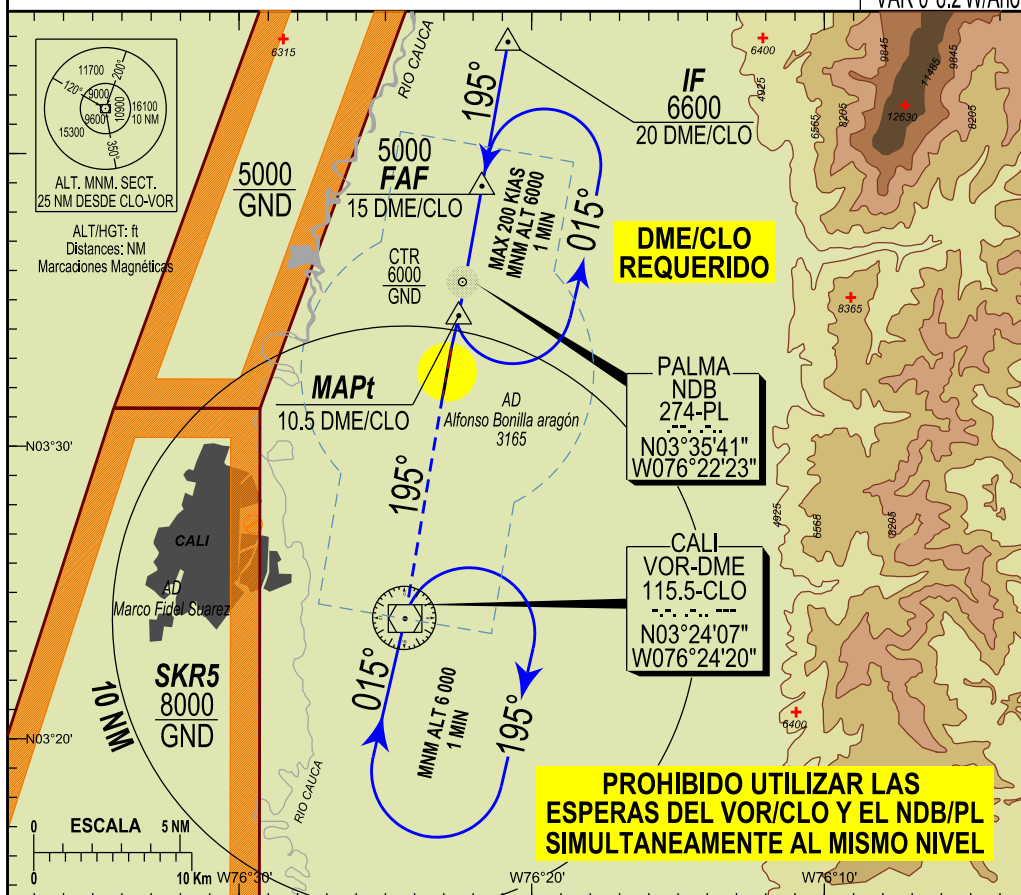 VAR 6°8.2'W/Año
6315
11700
200°
120°
9000
10900
16100
10 NM
9600
15300
350°
ALT. MNM. SECT.
25 NM DESDE CLO-VOR
ALT/HGT: ft
Distances: NM
Marcaciones Magnéticas
5000
GND
RIO CAUCA
195°
IF
6600
20 DME/CLO
5000
FAF
15 DME/CLO
MAX 200 KIAS
MNM ALT 6000
1 MIN
015°
CTR
6000
GND
DME/CLO
REQUERIDO
6400
4925
6565
8205
9845
11485
9845
8205
12630
8365
MAPt
10.5 DME/CLO
AD
Alfonso Bonilla aragón
3165
PALMA
NDB
274-PL
.--. .-..
N03°35'41"
W076°22'23"
N03°30'
195°
CALI
AD
Marco Fidel Suarez
4925
6565
8205
CALI
VOR-DME
115.5-CLO
-.-. .-.. ---
N03°24'07"
W076°24'20"
SKR5
8000
GND
10 NM
015°
MNM ALT 6 000
1 MIN
195°
6400
N03°20'
RIO CAUCA
PROHIBIDO UTILIZAR LAS
ESPERAS DEL VOR/CLO Y EL NDB/PL
SIMULTANEAMENTE AL MISMO NIVEL
0 ESCALA 5 NM
0 10 Km
W76°30'
W76°20'
W76°10'